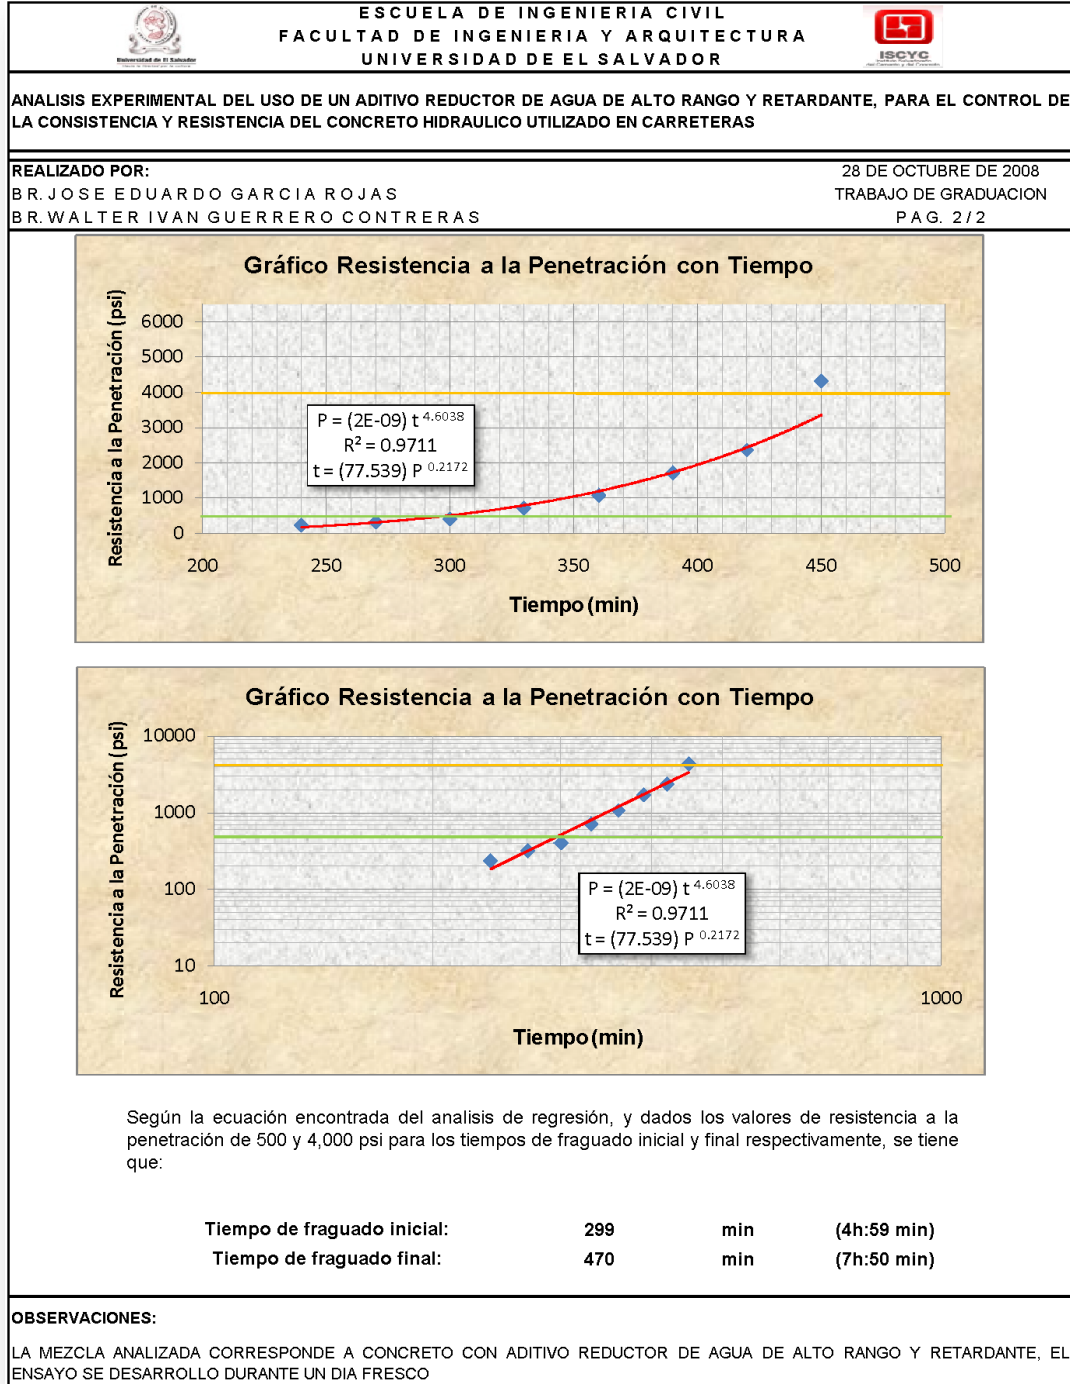 ESCUELA DE INGENIERIA CIVIL
FACULTAD DE INGENIERIA Y ARQUITECTURA
UNIVERSIDAD DE EL SALVADOR
Universidad de El Salvador
ISCYC
ANALISIS EXPERIMENTAL DEL USO DE UN ADITIVO REDUCTOR DE AGUA DE ALTO RANGO Y RETARDANTE, PARA EL CONTROL DE
LA CONSISTENCIA Y RESISTENCIA DEL CONCRETO HIDRAULICO UTILIZADO EN CARRETERAS
REALIZADO POR:
28 DE OCTUBRE DE 2008
BR. JOSE EDUARDO GARCIA ROJAS
TRABAJO DE GRADUACION
BR. WALTER IVAN GUERRERO CONTRERAS
PAG. 2/2
Gráfico Resistencia a la Penetración con Tiempo
Resistencia a la Penetración (psi)
6000
5000
4000
3000
2000
1000
0
P = (2E-09) t 4.6038
R² = 0.9711
t = (77.539) P 0.2172
200 250 300 350 400 450 500
Tiempo (min)
Gráfico Resistencia a la Penetración con Tiempo
Resistencia a la Penetración (psi)
10000
1000
100
10
P = (2E-09) t 4.6038
R² = 0.9711
t = (77.539) P 0.2172
100 1000
Tiempo (min)
Según la ecuación encontrada del analisis de regresión, y dados los valores de resistencia a la
penetración de 500 y 4,000 psi para los tiempos de fraguado inicial y final respectivamente, se tiene
que:
Tiempo de fraguado inicial: 299 min (4h:59 min)
Tiempo de fraguado final: 470 min (7h:50 min)
OBSERVACIONES:
LA MEZCLA ANALIZADA CORRESPONDE A CONCRETO CON ADITIVO REDUCTOR DE AGUA DE ALTO RANGO Y RETARDANTE, EL
ENSAYO SE DESARROLLO DURANTE UN DIA FRESCO